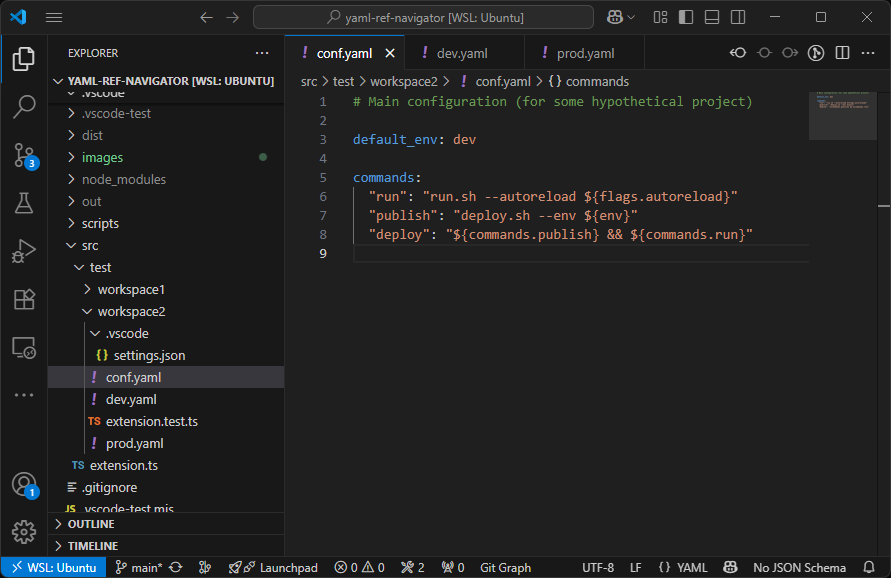 yaml-ref-navigator [WSL: Ubuntu]
EXPLORER
YAML-REF-NAVIGATOR [WSL: UBUNTU]
.vscode
.vscode-test
dist
images
node_modules
out
scripts
src
test
workspace1
workspace2
.vscode
{} settings.json
! conf.yaml
! dev.yaml
TS extension.test.ts
! prod.yaml
TS extension.ts
.gitignore
JS .vscode-test.mjs
OUTLINE
TIMELINE
3
1
! conf.yaml
! dev.yaml
! prod.yaml
src > test > workspace2 > ! conf.yaml > {} commands
1 # Main configuration (for some hypothetical project)
2
3 default_env: dev
4
5 commands:
6 "run": "run.sh --autoreload ${flags.autoreload}"
7 "publish": "deploy.sh --env ${env}"
8 "deploy": "${commands.publish} && ${commands.run}"
9
WSL: Ubuntu main* Launchpad 0 0 2 0 Git Graph UTF-8 LF {} YAML No JSON Schema